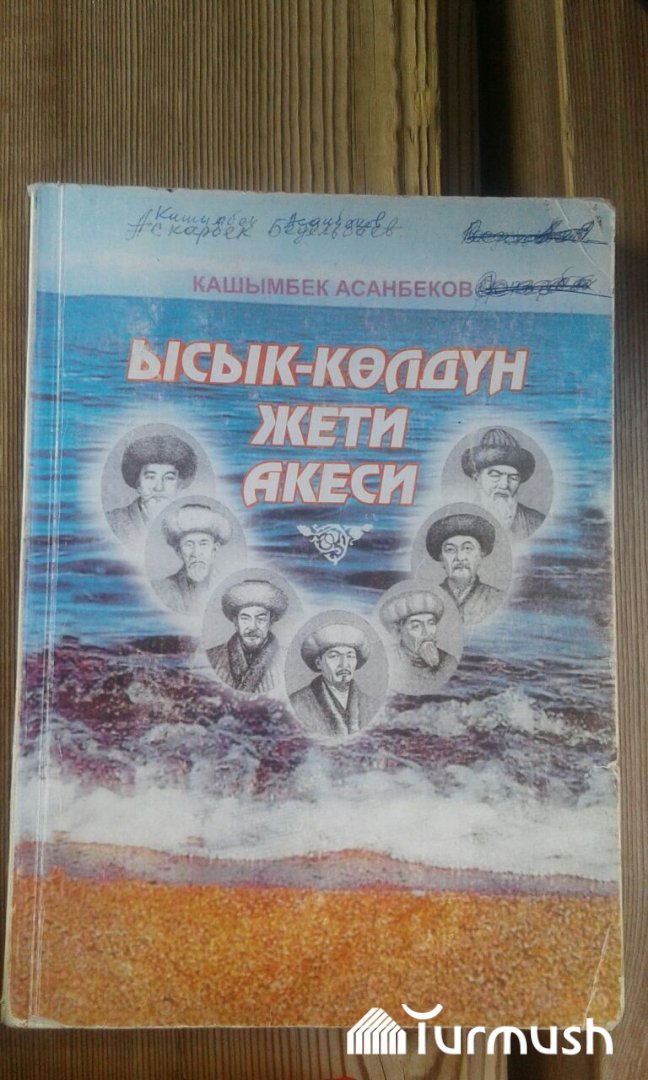 Кашымбек Асанбеков
Аскарбек Бедельбаев
КАШЫМБЕК АСАНБЕКОВ
ЫСЫК-КӨЛДҮН
ЖЕТИ
АКЕСИ
Turmush